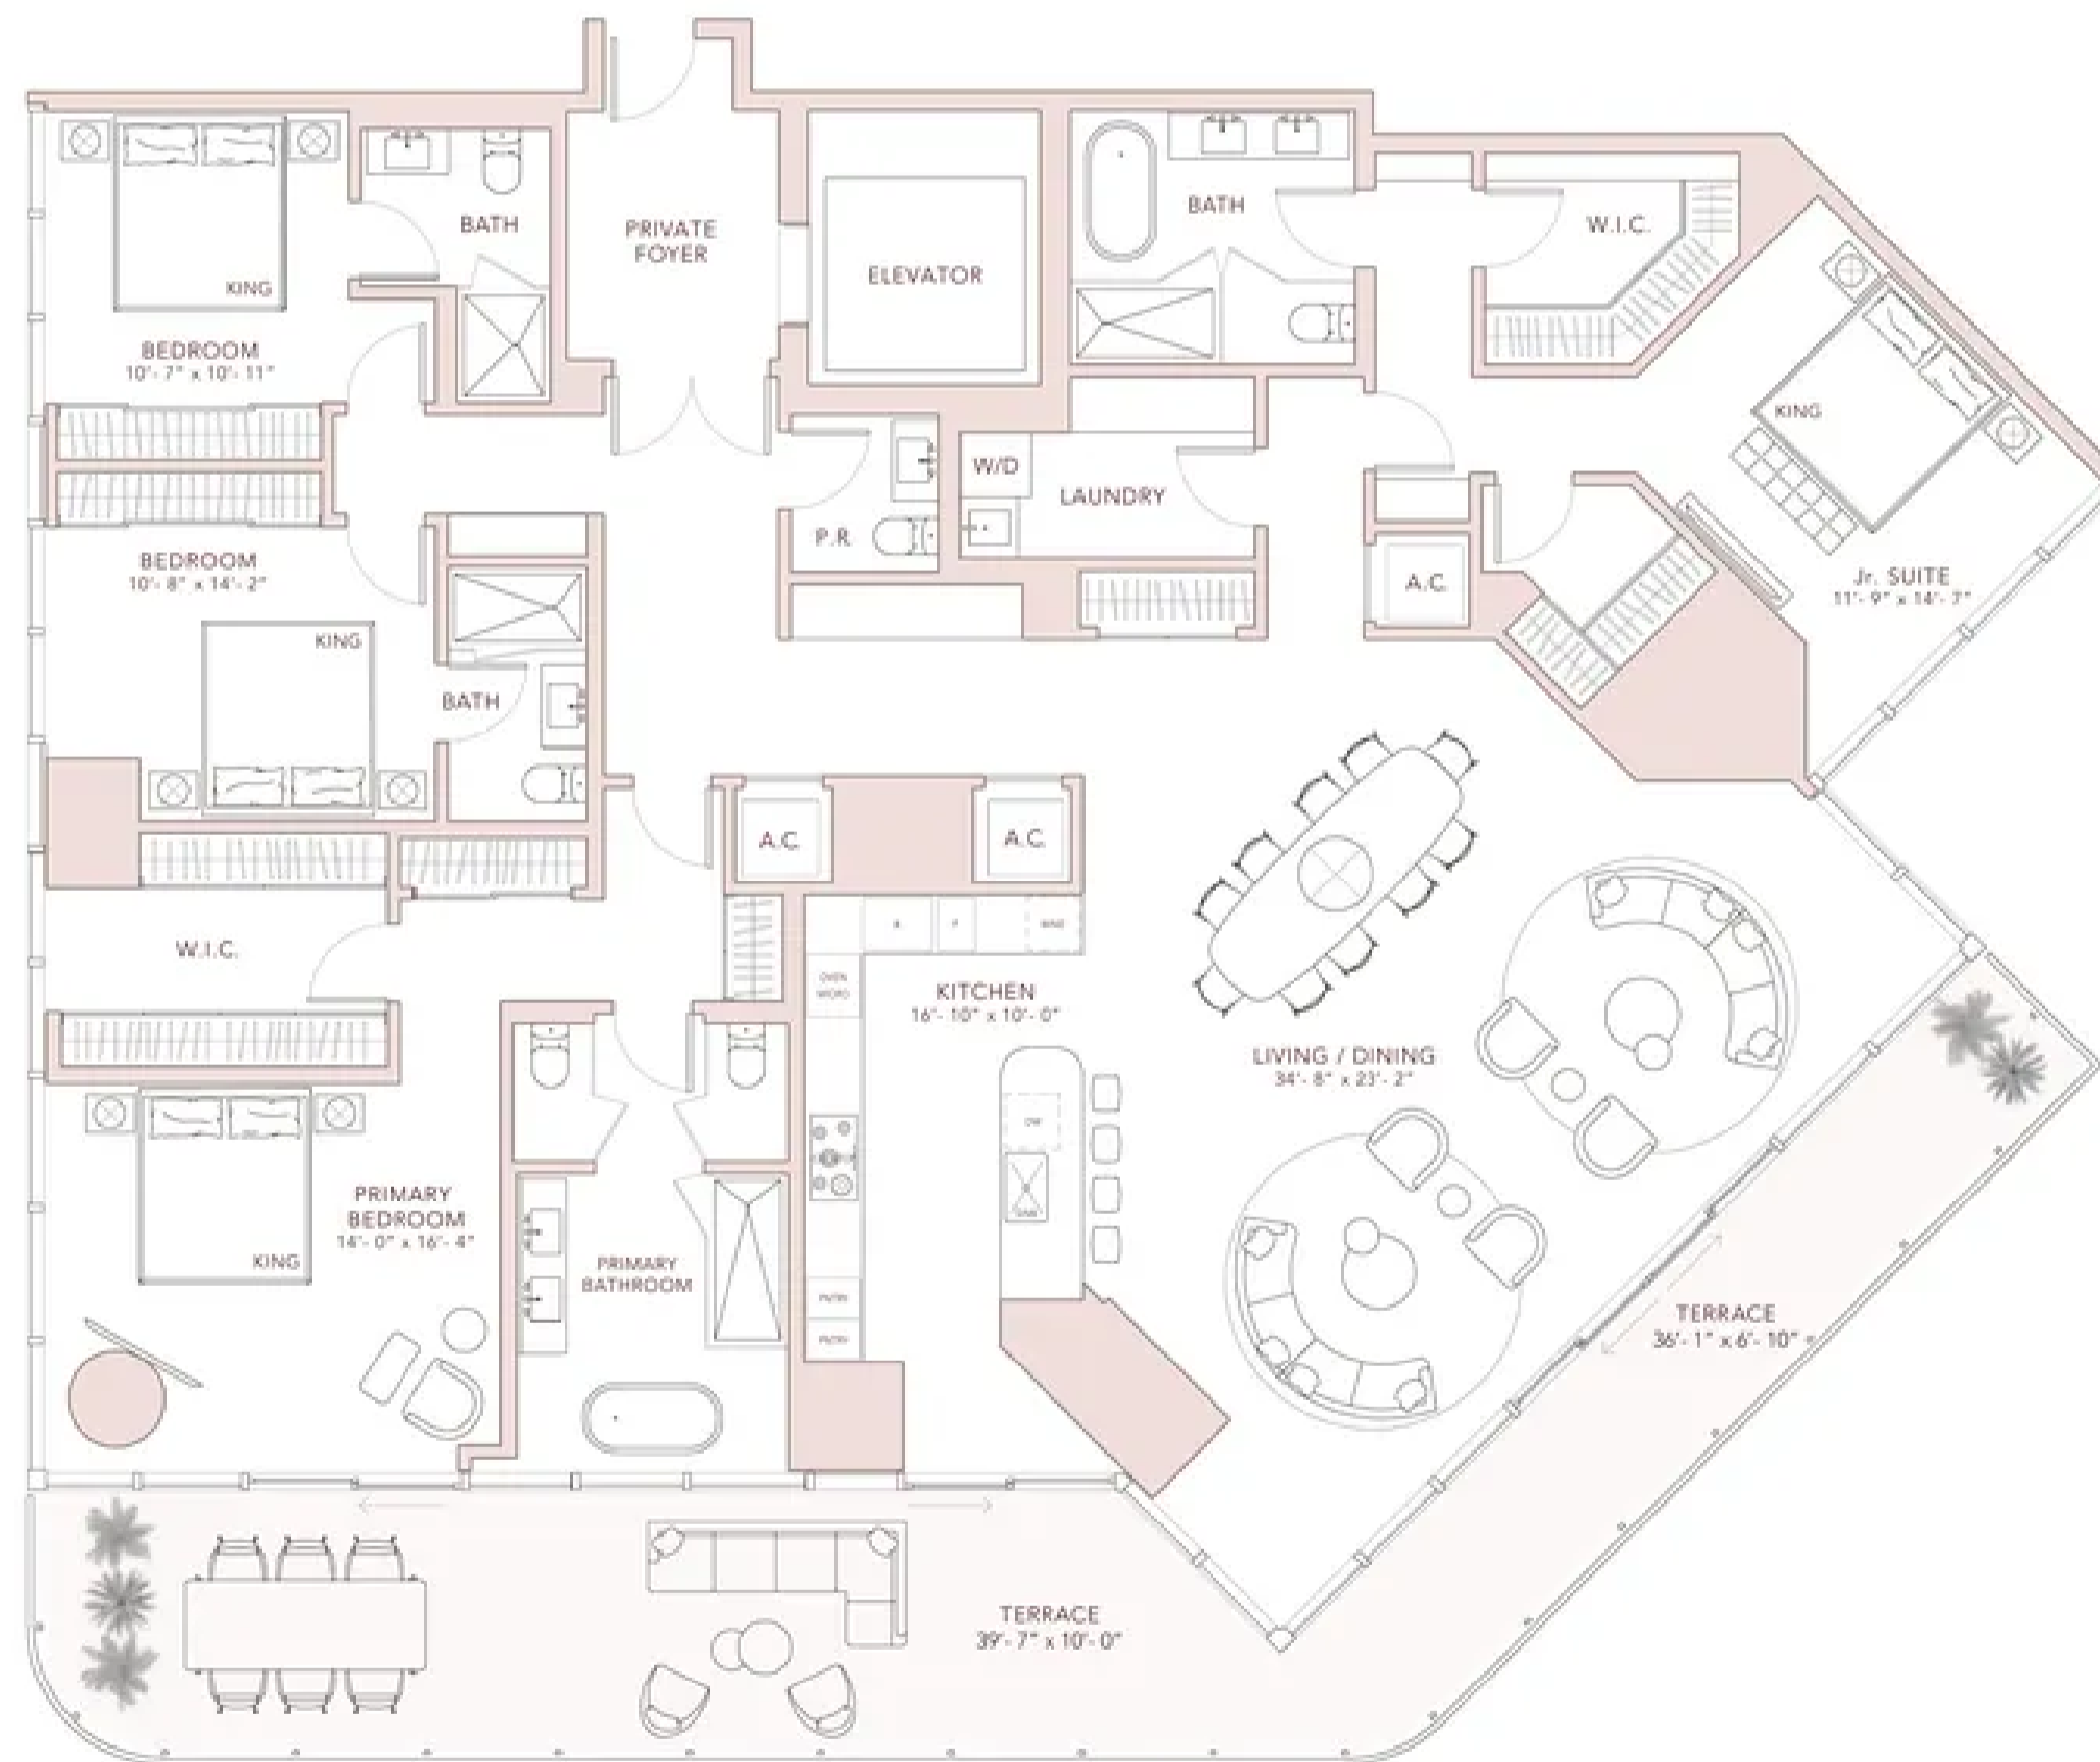 BATH
PRIVATE
FOYER
ELEVATOR
BATH
W.I.C.
KING
BEDROOM
10'- 7" x 10'- 11"
KING
W/D
LAUNDRY
P.R
BEDROOM
10'- 8" x 14'- 2"
A.C.
Jr. SUITE
11'- 9" x 14'- 7"
KING
BATH
A.C.
A.C.
W.I.C.
OVEN
KITCHEN
16'- 10" x 10'- 0"
LIVING / DINING
34'- 8" x 23'- 2"
DW
PRIMARY
BEDROOM
14'- 0" x 16'- 4"
KING
PRIMARY
BATHROOM
TERRACE
36'- 1" x 6'- 10"
TERRACE
39'- 7" x 10'- 0"